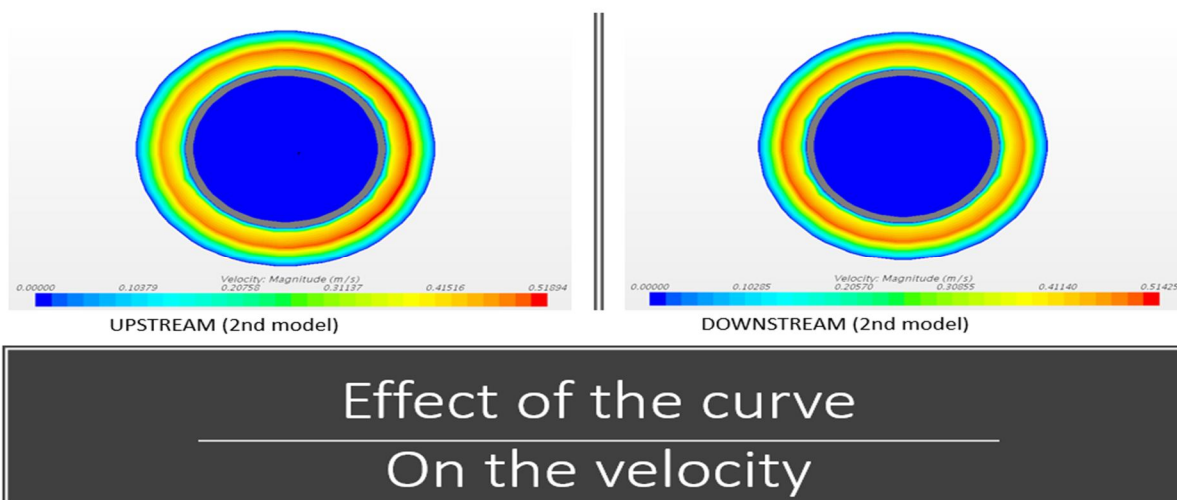 Velocity: Magnitude (m/s)
0.00000 0.10379 0.20758 0.31137 0.41516 0.51894
UPSTREAM (2nd model)
Velocity: Magnitude (m/s)
0.00000 0.10285 0.20570 0.30855 0.41140 0.51425
DOWNSTREAM (2nd model)
Effect of the curve
On the velocity